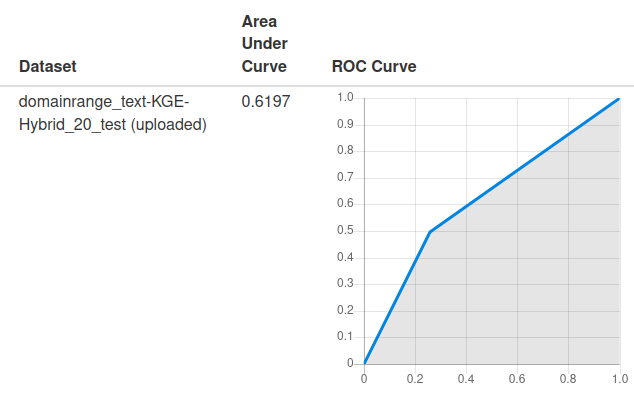 Area
Under
Dataset Curve ROC Curve
domainrange_text-KGE- 0.6197
Hybrid_20_test (uploaded)
1.0
0.9
0.8
0.7
0.6
0.5
0.4
0.3
0.2
0.1
0
0 0.2 0.4 0.6 0.8 1.0